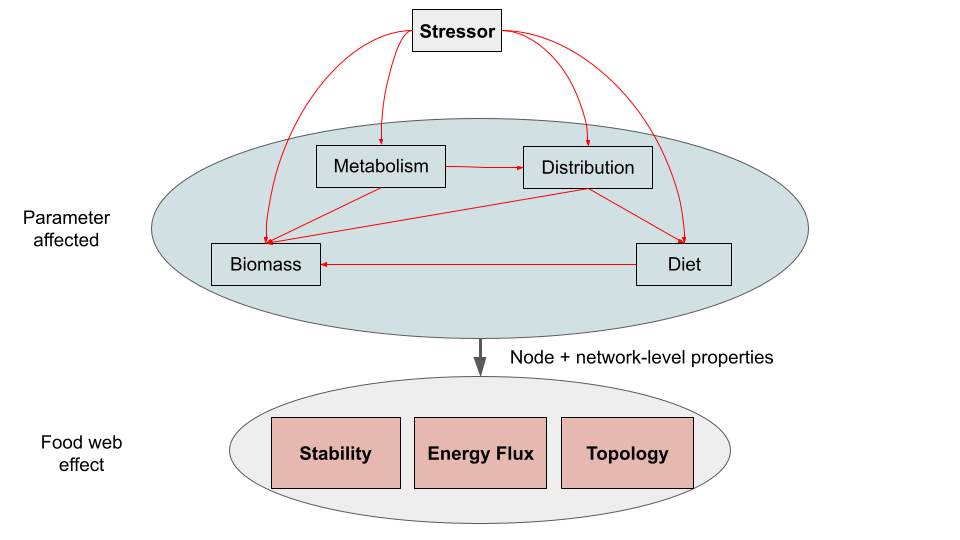 Stressor
Metabolism
Distribution
Parameter
affected
Biomass
Diet
Node + network-level properties
Food web
effect
Stability
Energy Flux
Topology